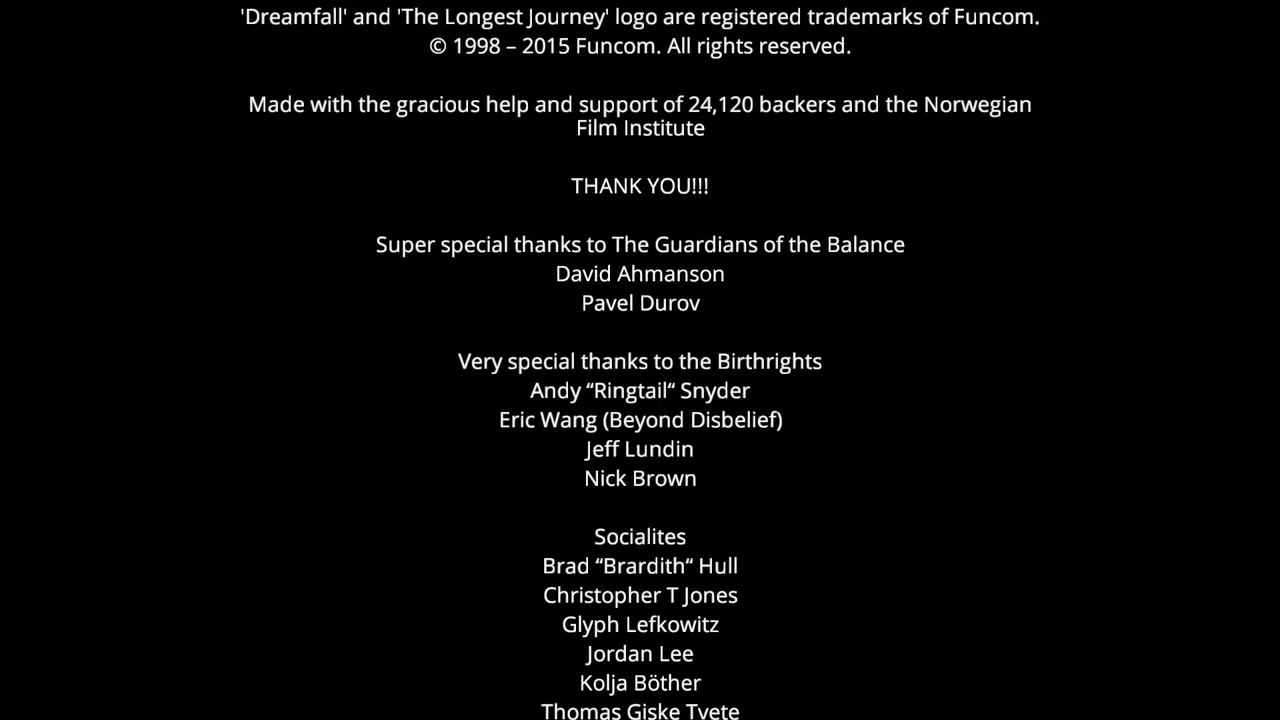 'Dreamfall' and 'The Longest Journey' logo are registered trademarks of Funcom.
© 1998 – 2015 Funcom. All rights reserved.
Made with the gracious help and support of 24,120 backers and the Norwegian
Film Institute
THANK YOU!!!
Super special thanks to The Guardians of the Balance
David Ahmanson
Pavel Durov
Very special thanks to the Birthrights
Andy “Ringtail“ Snyder
Eric Wang (Beyond Disbelief)
Jeff Lundin
Nick Brown
Socialites
Brad “Brardith“ Hull
Christopher T Jones
Glyph Lefkowitz
Jordan Lee
Kolja Böther
Thomas Giske Tvete